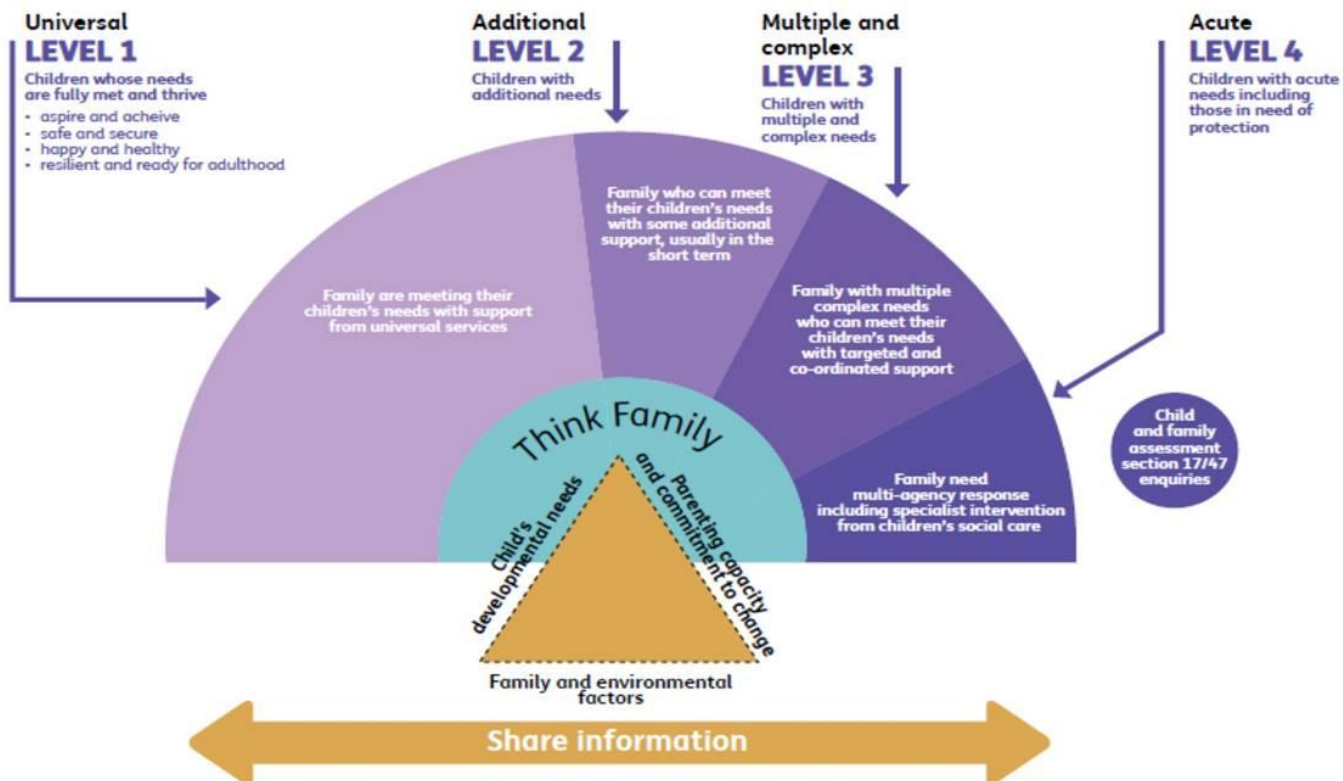 Universal
LEVEL 1
Children whose needs
are fully met and thrive
• aspire and acheive
• safe and secure
• happy and healthy
• resilient and ready for adulthood
Additional
LEVEL 2
Children with
additional needs
Multiple and
complex
LEVEL 3
Children with
multiple and
complex needs
Acute
LEVEL 4
Children with acute
needs including
those in need of
protection
Family are meeting their
children's needs with support
from universal services
Family who can meet
their children's needs
with some additional
support, usually in the
short term
Family with multiple
complex needs
who can meet their
children's needs
with targeted and
co-ordinated support
Family need
multi-agency response
including specialist intervention
from children's social care
Child
and family
assessment
section 17/47
enquiries
Think Family
Child's
developmental needs
Parenting capacity
and commitment to change
Family and environmental
factors
Share information